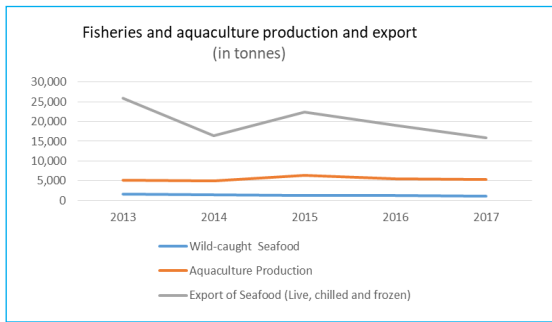 Fisheries and aquaculture production and export
(in tonnes)
30,000
25,000
20,000
15,000
10,000
5,000
0
2013 2014 2015 2016 2017
Wild-caught Seafood
Aquaculture Production
Export of Seafood (Live, chilled and frozen)